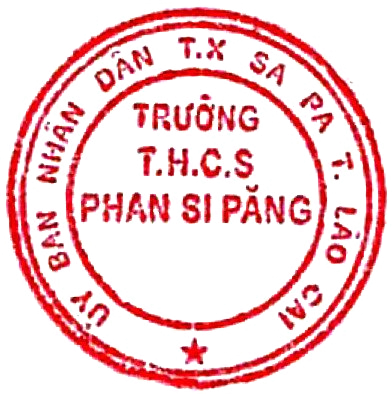 ỦY BAN NHÂN DÂN T.X SA PA T. LÀO CAI
TRƯỜNG
T.H.C.S
PHAN SI PĂNG